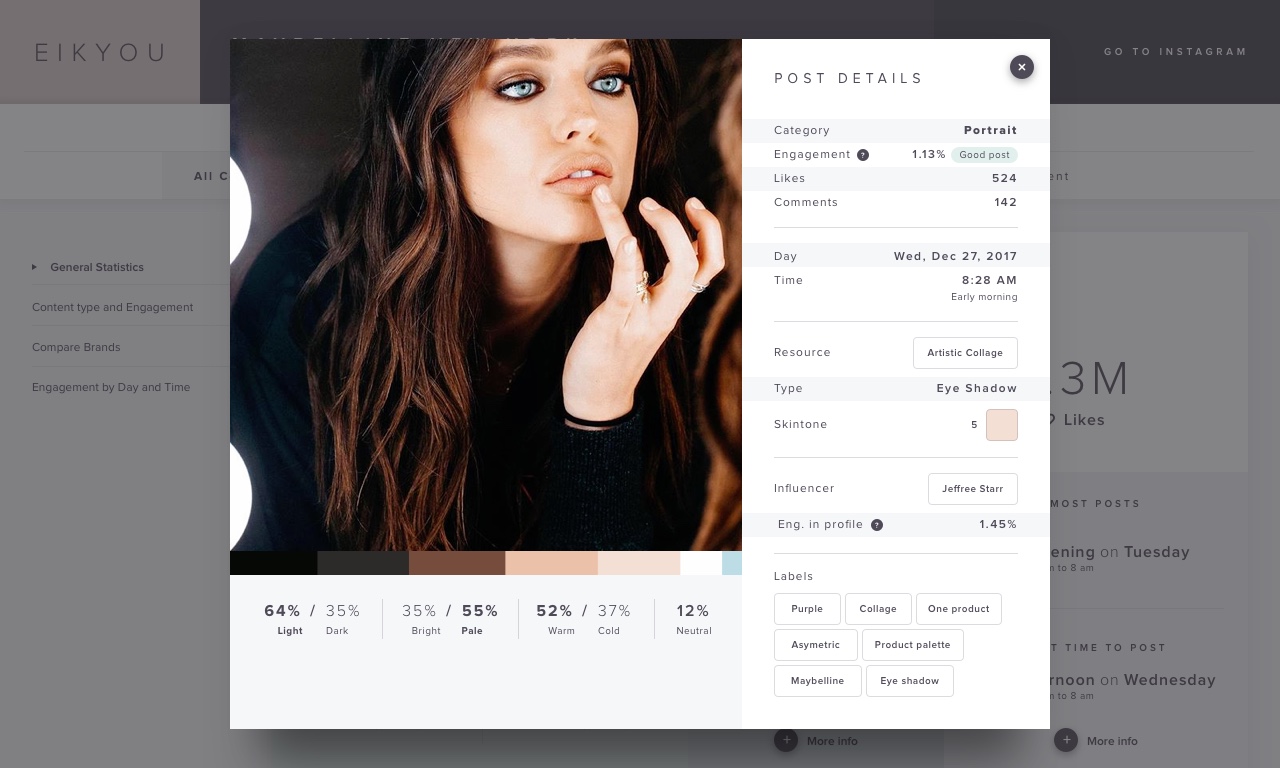 EIKYOU
GO TO INSTAGRAM
All C
ent
General Statistics
Content type and Engagement
Compare Brands
Engagement by Day and Time
POST DETAILS
Category Portrait
Engagement ? 1.13% Good post
Likes 524
Comments 142
Day Wed, Dec 27, 2017
Time 8:28 AM
Early morning
Resource Artistic Collage
Type Eye Shadow
Skintone 5
Influencer Jeffree Starr
Eng. in profile ? 1.45%
Labels
Purple Collage One product
Asymetric Product palette
Maybelline Eye shadow
64% / 35% 35% / 55% 52% / 37% 12%
Light Dark Bright Pale Warm Cold Neutral
.3M
Likes
MOST POSTS
ening on Tuesday
m to 8 am
T TIME TO POST
rnoon on Wednesday
m to 8 am
+ More info + More info